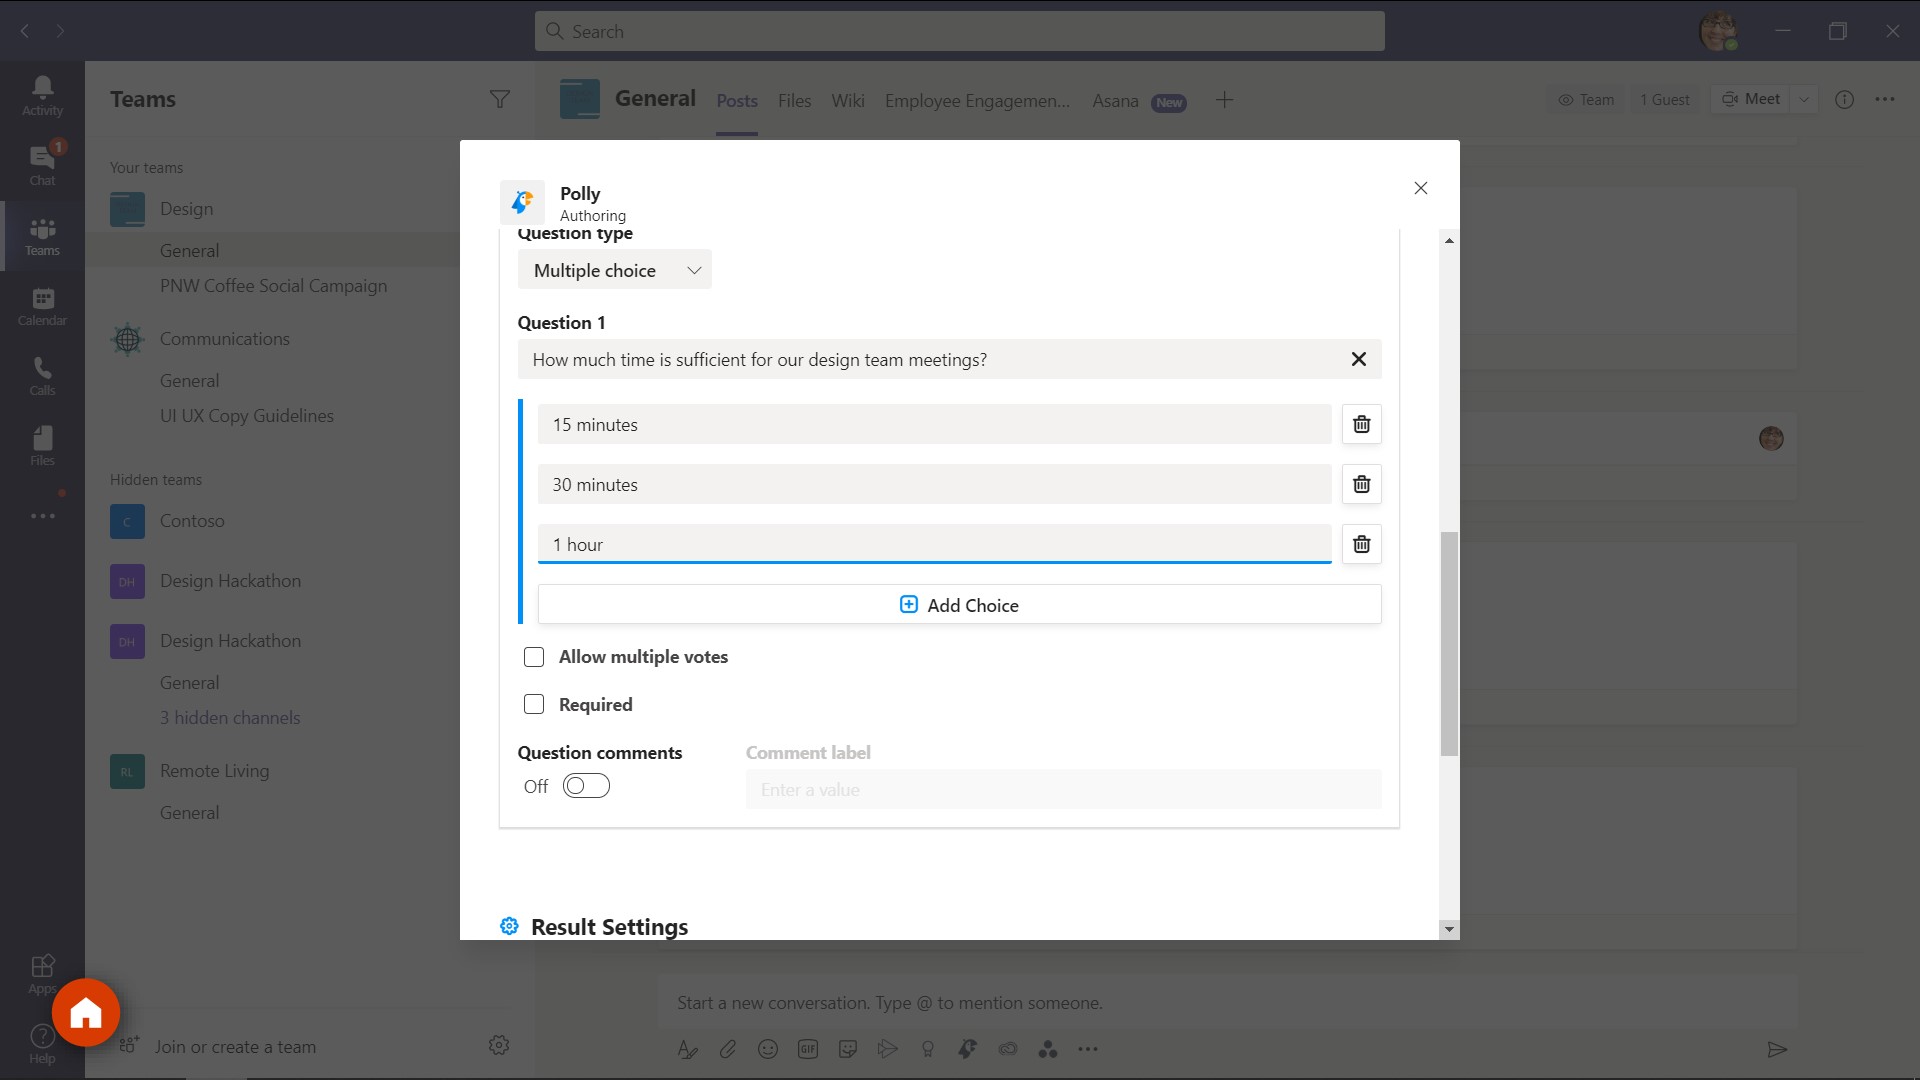 Search
Activity
Chat
1
Teams
Calendar
Calls
Files
Apps
Help
Teams
Your teams
Design
General
PNW Coffee Social Campaign
Communications
General
UI UX Copy Guidelines
Hidden teams
C
Contoso
DH
Design Hackathon
DH
Design Hackathon
General
3 hidden channels
RL
Remote Living
General
Join or create a team
General
Posts
Files
Wiki
Employee Engagemen...
Asana
New
Team
1 Guest
Meet
Polly
Authoring
Question type
Multiple choice
Question 1
How much time is sufficient for our design team meetings?
15 minutes
30 minutes
1 hour
Add Choice
Allow multiple votes
Required
Question comments
Comment label
Off
Enter a value
Result Settings
Start a new conversation. Type @ to mention someone.
GIF